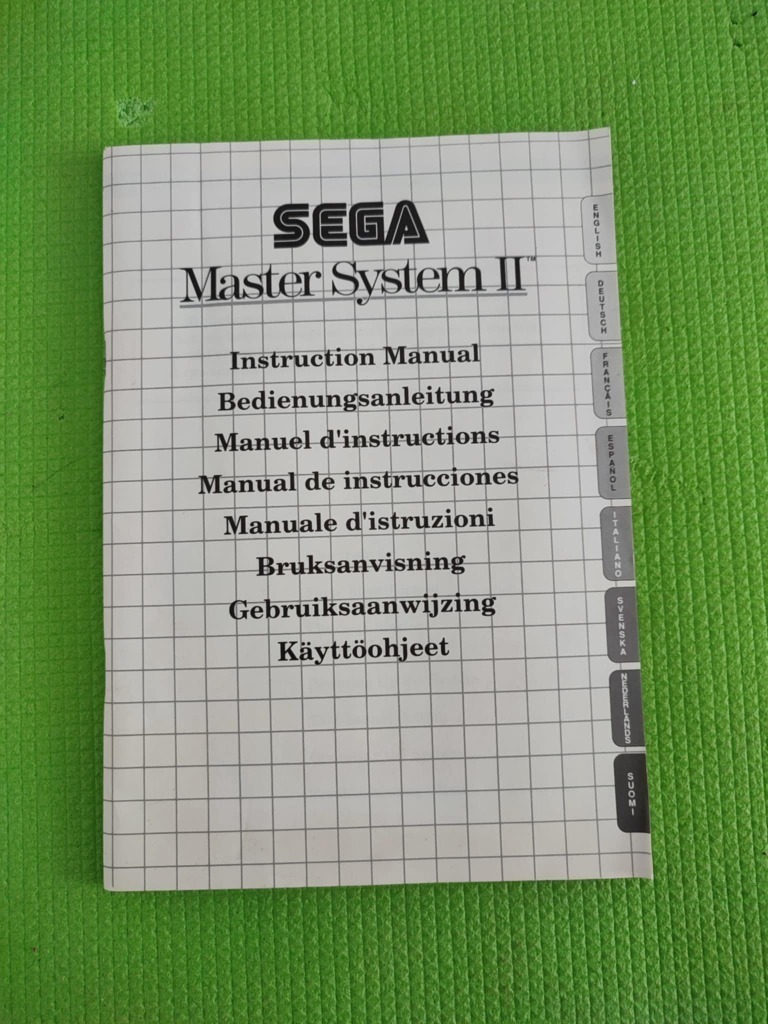 SEGA
Master System II™
Instruction Manual
Bedienungsanleitung
Manuel d'instructions
Manual de instrucciones
Manuale d'istruzioni
Bruksanvisning
Gebruiksaanwijzing
Käyttöohjeet
ENGLISH
DEUTSCH
FRANÇAIS
ESPAÑOL
ITALIANO
SVENSKA
NEDERLANDS
SUOMI